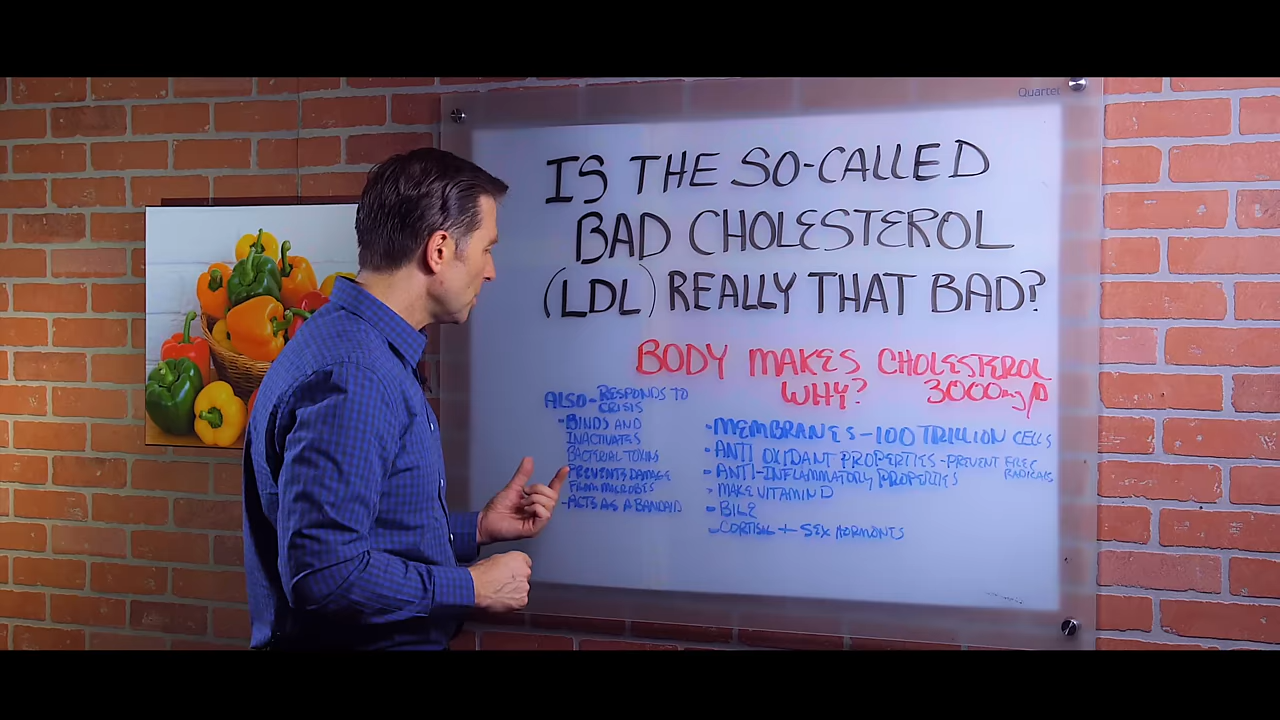 Quartet
IS THE SO-CALLED
BAD CHOLESTEROL
(LDL) REALLY THAT BAD?
BODY MAKES CHOLESTEROL
WHY? 3000mg/D
ALSO - RESPONDS TO
CRISIS
- BINDS AND
INACTIVATES
BACTERIAL TOXINS
- PREVENTS DAMAGE
FROM MICROBES
- ACTS AS A BANDAID
- MEMBRANES - 100 TRILLION CELLS
- ANTI OXIDANT PROPERTIES - PREVENT FREE
RADICALS
- ANTI-INFLAMMATORY PROPERTIES
- MAKE VITAMIN D
- BILE
- CORTISOL + SEX HORMONES